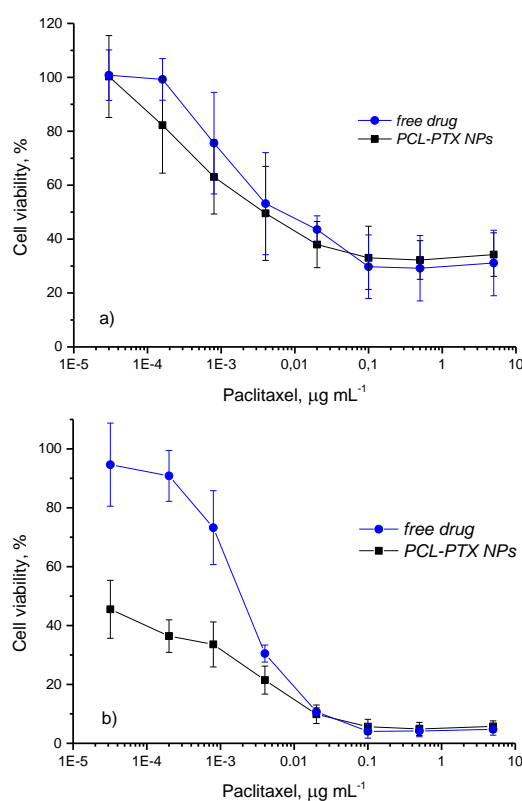 120
100
80
60
40
20
0
Cell viability, %
free drug
PCL-PTX NPs
a)
1E-5 1E-4 1E-3 0,01 0,1 1 10
Paclitaxel, µg mL⁻¹
100
80
60
40
20
0
Cell viability, %
free drug
PCL-PTX NPs
b)
1E-5 1E-4 1E-3 0,01 0,1 1 10
Paclitaxel, µg mL⁻¹